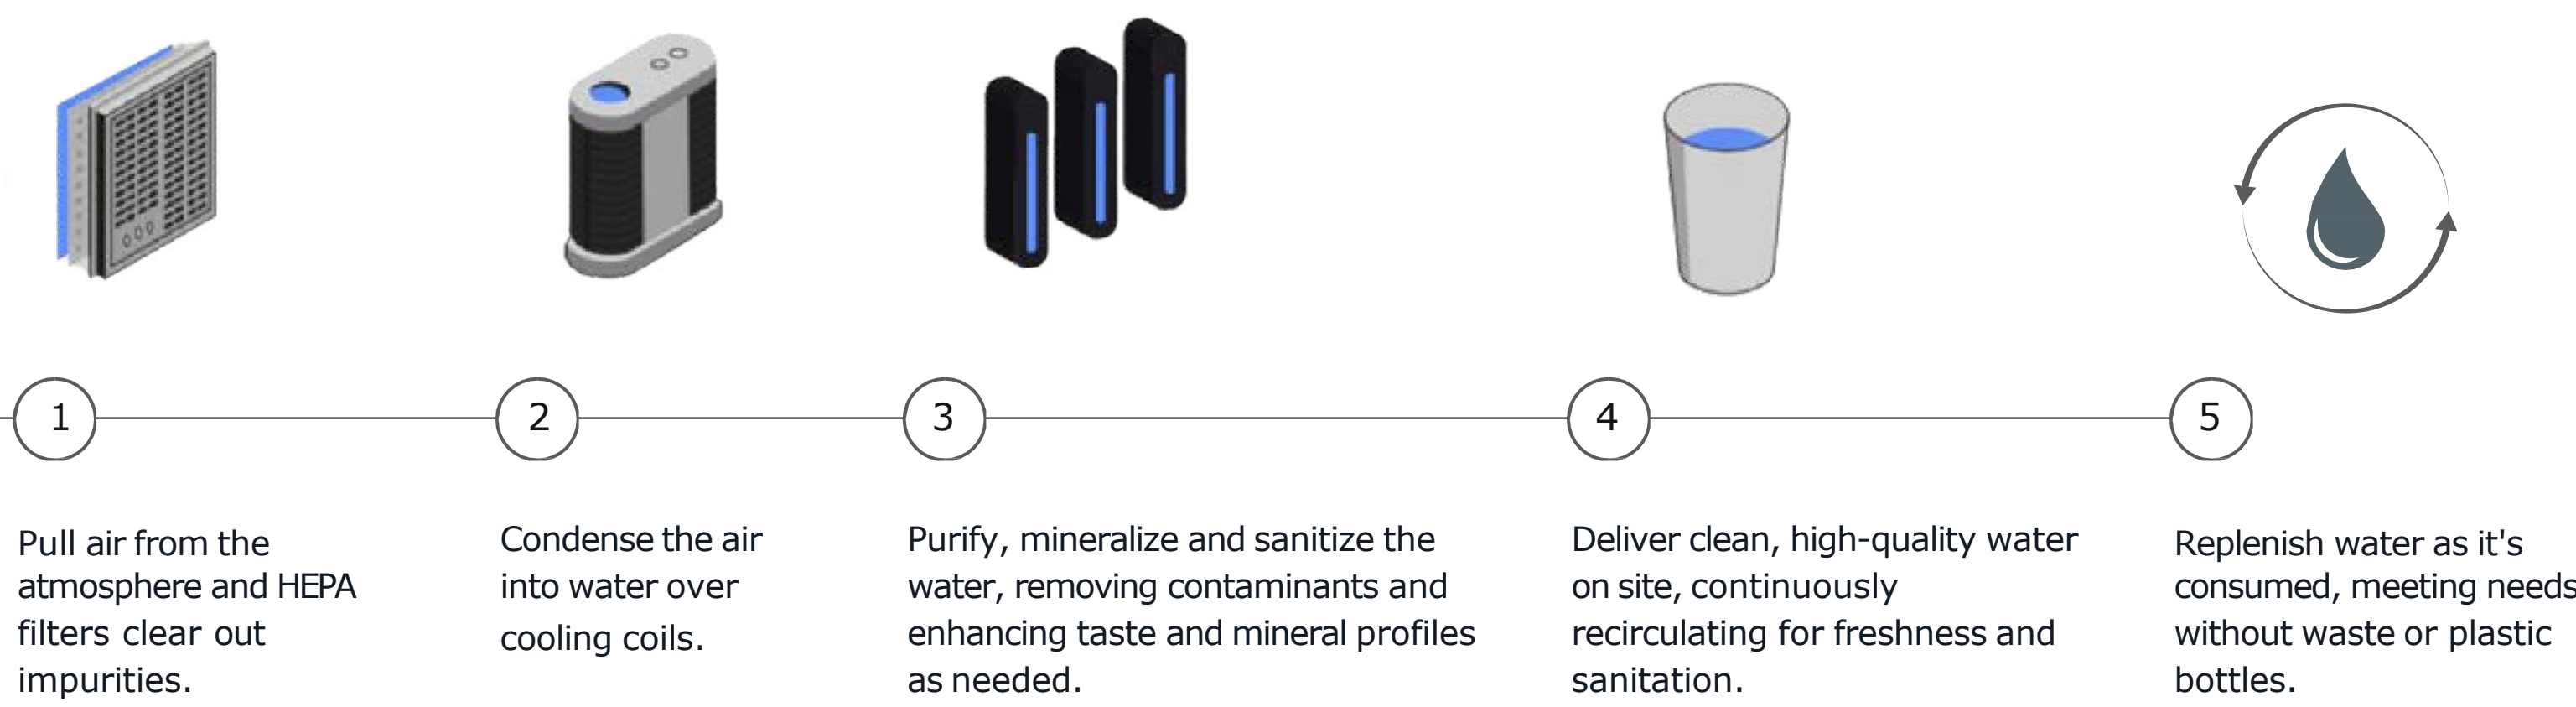 1
2
3
4
5
Pull air from the
atmosphere and HEPA
filters clear out
impurities.
Condense the air
into water over
cooling coils.
Purify, mineralize and sanitize the
water, removing contaminants and
enhancing taste and mineral profiles
as needed.
Deliver clean, high-quality water
on site, continuously
recirculating for freshness and
sanitation.
Replenish water as it's
consumed, meeting needs
without waste or plastic
bottles.